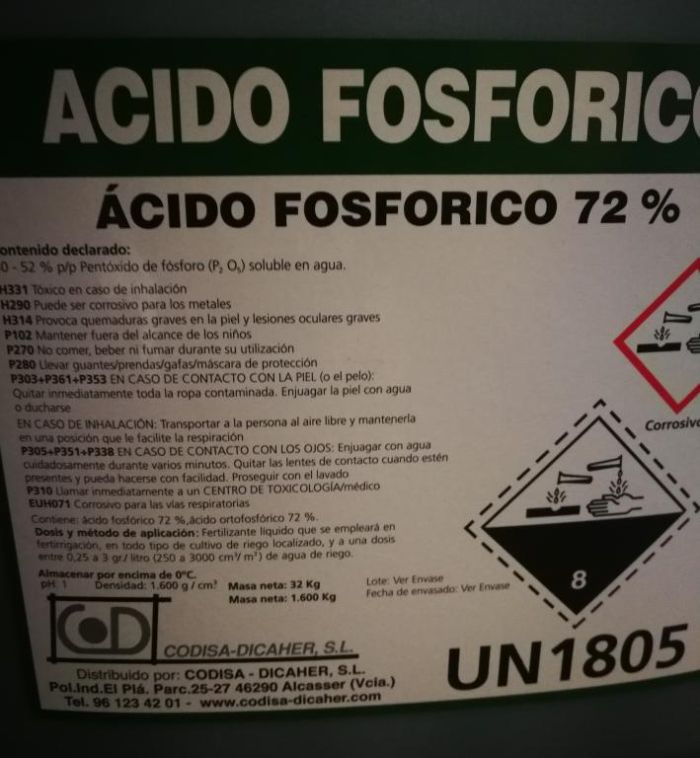 ACIDO FOSFORICO
ÁCIDO FOSFORICO 72 %
ontenido declarado:
0 - 52 % p/p Pentóxido de fósforo (P₂ O₅) soluble en agua.
H331 Tóxico en caso de inhalación
H290 Puede ser corrosivo para los metales
H314 Provoca quemaduras graves en la piel y lesiones oculares graves
P102 Mantener fuera del alcance de los niños
P270 No comer, beber ni fumar durante su utilización
P280 Llevar guantes/prendas/gafas/máscara de protección
P303+P361+P353 EN CASO DE CONTACTO CON LA PIEL (o el pelo):
Quitar inmediatamente toda la ropa contaminada. Enjuagar la piel con agua
o ducharse
EN CASO DE INHALACIÓN: Transportar a la persona al aire libre y mantenerla
en una posición que le facilite la respiración
P305+P351+P338 EN CASO DE CONTACTO CON LOS OJOS: Enjuagar con agua
cuidadosamente durante varios minutos. Quitar las lentes de contacto cuando estén
presentes y pueda hacerse con facilidad. Proseguir con el lavado
P310 Llamar inmediatamente a un CENTRO DE TOXICOLOGÍA/médico
EUH071 Corrosivo para las vías respiratorias
Contiene: ácido fosfórico 72 %, ácido ortofosfórico 72 %.
Dosis y método de aplicación: Fertilizante líquido que se empleará en
fertirrigación, en todo tipo de cultivo de riego localizado, y a una dosis
entre 0,25 a 3 gr/ litro (250 a 3000 cm³/ m³) de agua de riego.
Almacenar por encima de 0°C.
pH: 1 Densidad: 1.600 g / cm³ Masa neta: 32 Kg
Masa neta: 1.600 Kg
Lote: Ver Envase
Fecha de envasado: Ver Envase
Corrosivo
8
UN1805
CoD
CODISA-DICAHER, S.L.
Distribuido por: CODISA - DICAHER, S.L.
Pol.Ind.El Plá. Parc.25-27 46290 Alcasser (Vcia.)
Tel. 96 123 42 01 - www.codisa-dicaher.com